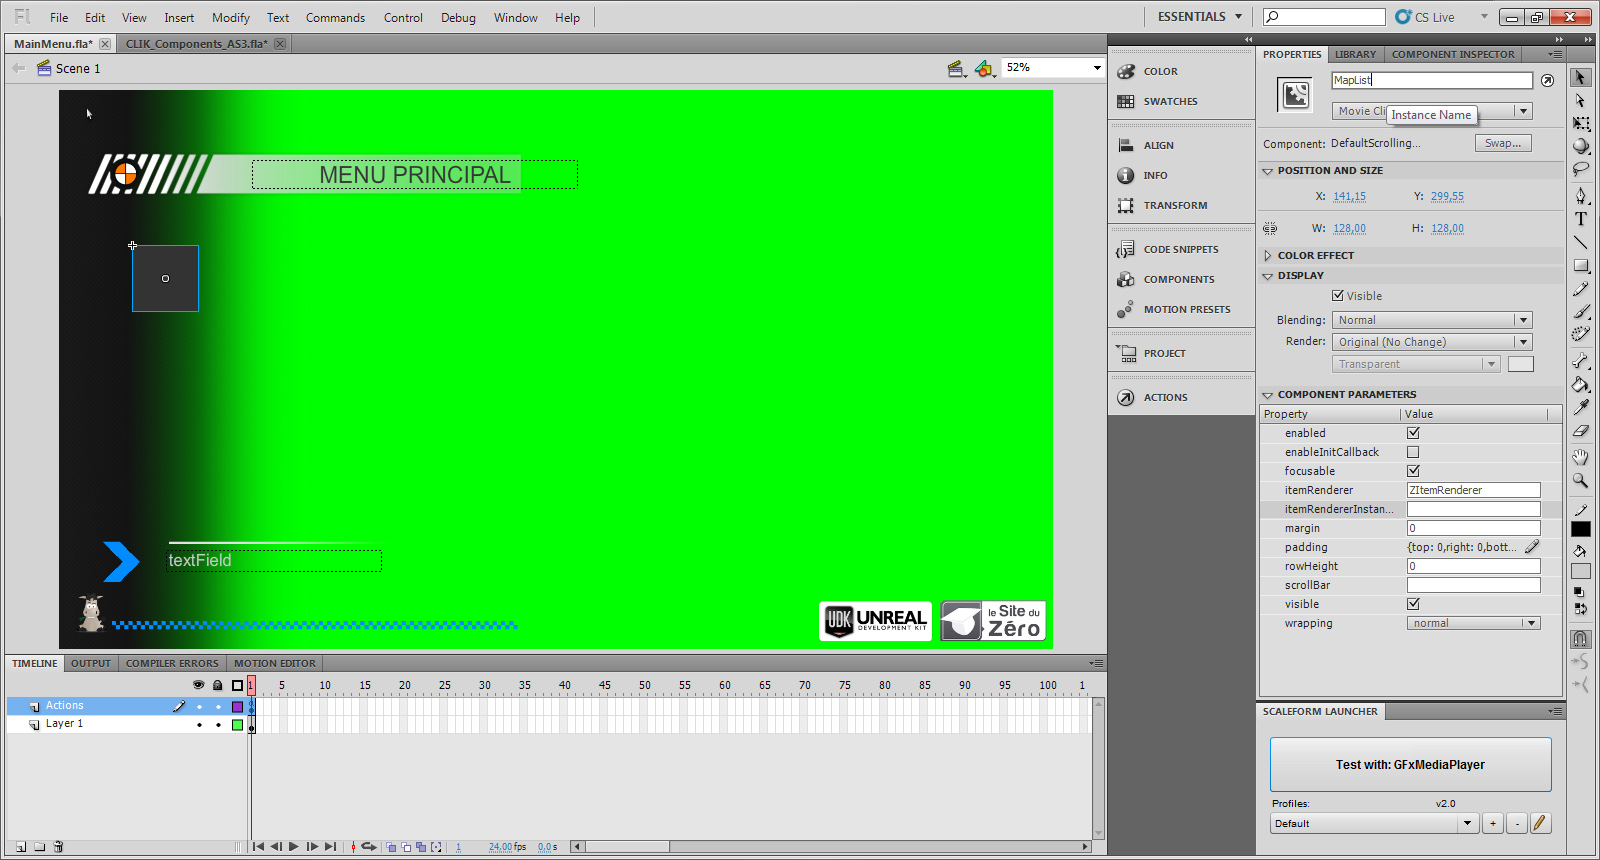 Fl File Edit View Insert Modify Text Commands Control Debug Window Help
ESSENTIALS
CS Live
MainMenu.fla*
CLIK_Components_AS3.fla*
Scene 1
52%
MENU PRINCIPAL
textField
UDK UNREAL
DEVELOPMENT KIT
le Site du
Zéro
COLOR
SWATCHES
ALIGN
INFO
TRANSFORM
CODE SNIPPETS
COMPONENTS
MOTION PRESETS
PROJECT
ACTIONS
PROPERTIES LIBRARY COMPONENT INSPECTOR
MapList
Movie Cli
Instance Name
Component: DefaultScrolling... Swap...
POSITION AND SIZE
X: 141,15 Y: 299,55
W: 128,00 H: 128,00
COLOR EFFECT
DISPLAY
Visible
Blending: Normal
Render: Original (No Change)
Transparent
COMPONENT PARAMETERS
Property Value
enabled
enableInitCallback
focusable
itemRenderer ZItemRenderer
itemRendererInstan...
margin 0
padding {top: 0,right: 0,bott...
rowHeight 0
scrollBar
visible
wrapping normal
SCALEFORM LAUNCHER
Test with: GFxMediaPlayer
Profiles: v2.0
Default + -
TIMELINE OUTPUT COMPILER ERRORS MOTION EDITOR
1 5 10 15 20 25 30 35 40 45 50 55 60 65 70 75 80 85 90 95 100 1
Actions
Layer 1
1 24.00 fps 0.0 s